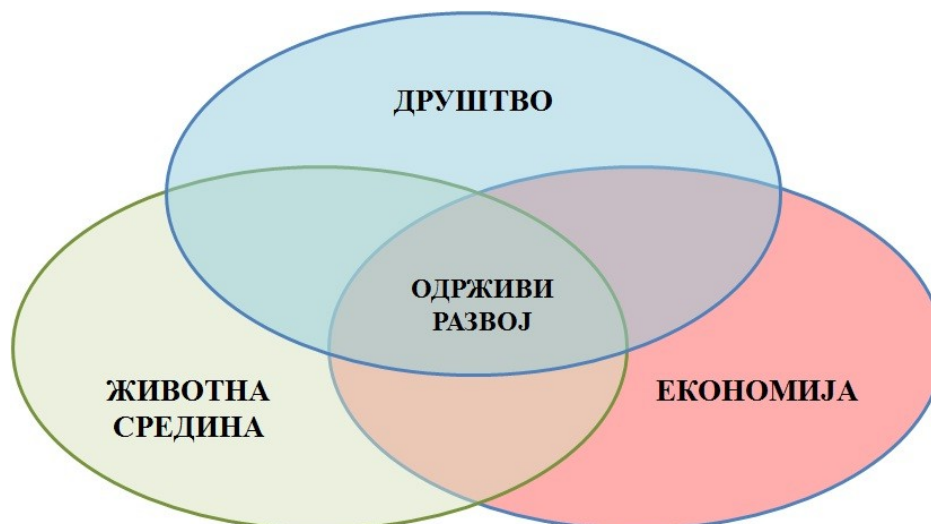 ДРУШТВО
ОДРЖИВИ
РАЗВОЈ
ЖИВОТНА
СРЕДИНА
ЕКОНОМИЈА